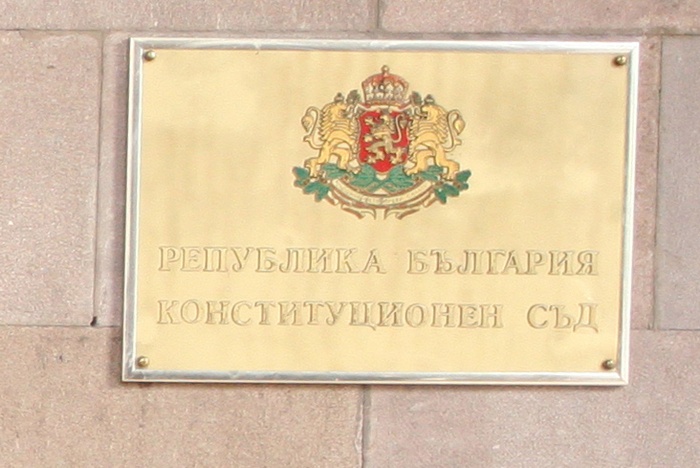 РЕПУБЛИКА БЪЛГАРИЯ
КОНСТИТУЦИОНЕН СЪД